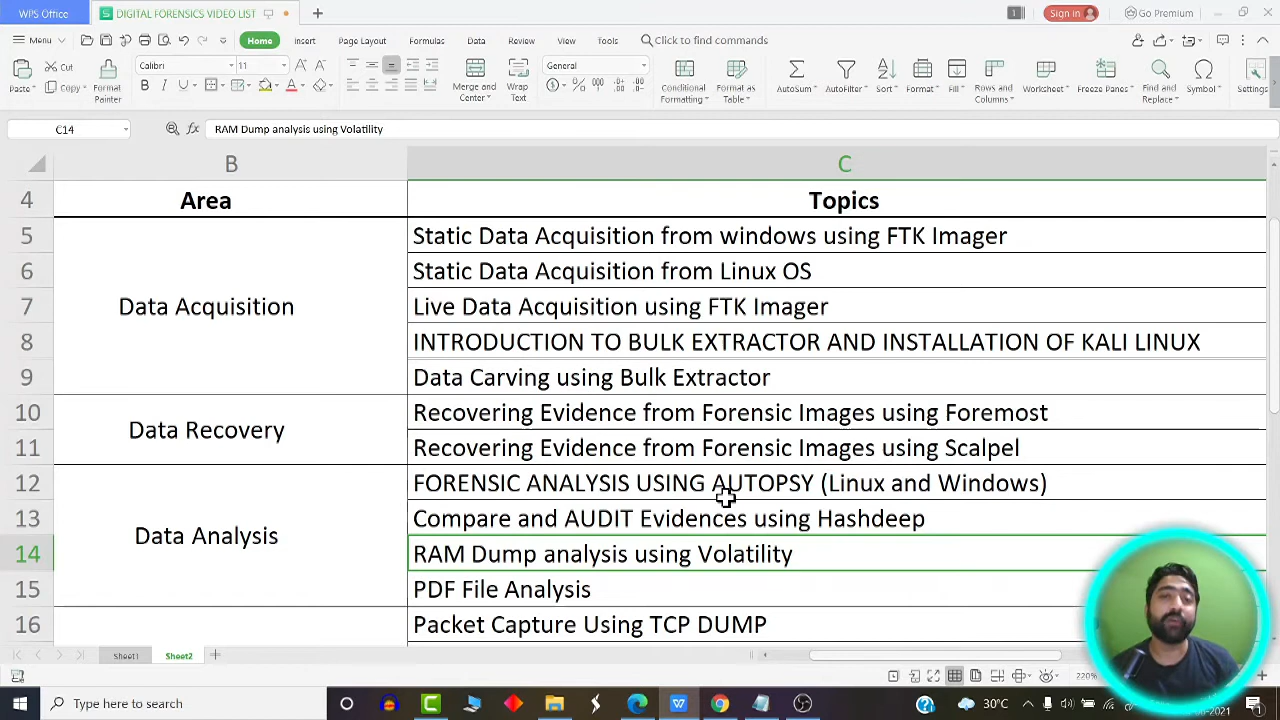 WPS Office
DIGITAL FORENSICS VIDEO LIST
Sign in
Go Premium
Menu
Home
Insert
Page Layout
Formulas
Data
Review
View
Tools
Click to find commands
Paste
Cut
Copy
Format Painter
Calibri
11
Merge and Center
Wrap Text
General
Conditional Formatting
Format as Table
AutoSum
AutoFilter
Sort
Format
Fill
Rows and Columns
Worksheet
Freeze Panes
Find and Replace
Symbol
Settings
C14
RAM Dump analysis using Volatility
B
C
4 Area Topics
5 Static Data Acquisition from windows using FTK Imager
6 Static Data Acquisition from Linux OS
7 Data Acquisition Live Data Acquisition using FTK Imager
8 INTRODUCTION TO BULK EXTRACTOR AND INSTALLATION OF KALI LINUX
9 Data Carving using Bulk Extractor
10 Data Recovery Recovering Evidence from Forensic Images using Foremost
11 Recovering Evidence from Forensic Images using Scalpel
12 FORENSIC ANALYSIS USING AUTOPSY (Linux and Windows)
13 Data Analysis Compare and AUDIT Evidences using Hashdeep
14 RAM Dump analysis using Volatility
15 PDF File Analysis
16 Packet Capture Using TCP DUMP
Sheet1
Sheet2
220%
Type here to search
30°C